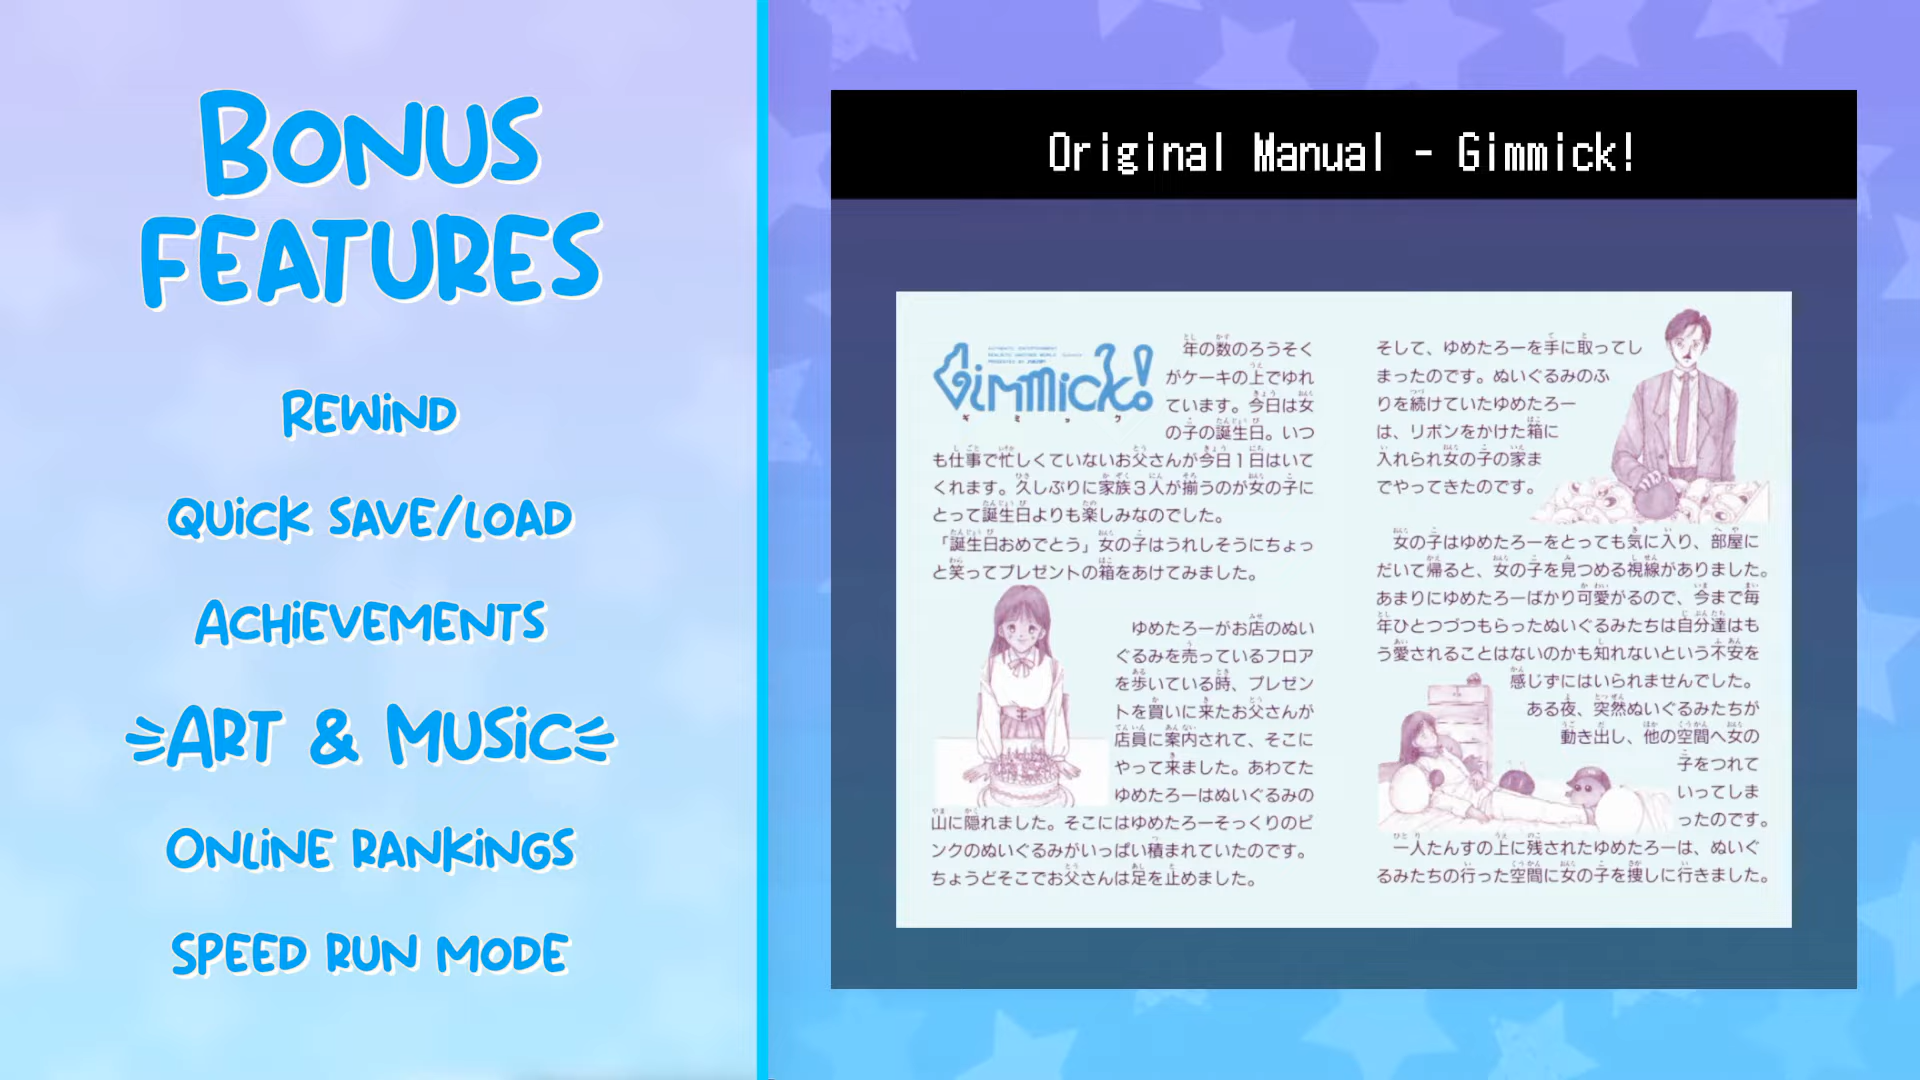 BONUS
FEATURES
REWIND
QUICK SAVE/LOAD
ACHIEVEMENTS
ART & MUSIC
ONLINE RANKINGS
SPEED RUN MODE
Original Manual - Gimmick!
Gimmick!
ギミック
年の数のろうそく
がケーキの上でゆれ
ています。今日は女
の子の誕生日。いつ
も仕事で忙しくていないお父さんが今日1日はいて
くれます。久しぶりに家族3人が揃うのが女の子に
とって誕生日よりも楽しみなのでした。
「誕生日おめでとう」女の子はうれしそうにちょっ
と笑ってプレゼントの箱をあけてみました。
ゆめたろーがお店のぬい
ぐるみを売っているフロア
を歩いている時、プレゼン
トを買いに来たお父さんが
店員に案内されて、そこに
やって来ました。あわてた
ゆめたろーはぬいぐるみの
山に隠れました。そこにはゆめたろーそっくりのピ
ンクのぬいぐるみがいっぱい積まれていたのです。
ちょうどそこでお父さんは足を止めました。
そして、ゆめたろーを手に取ってし
まったのです。ぬいぐるみのふ
りを続けていたゆめたろー
は、リボンをかけた箱に
入れられ女の子の家ま
でやってきたのです。
女の子はゆめたろーをとっても気に入り、部屋に
だいて帰ると、女の子を見つめる視線がありました。
あまりにゆめたろーばかり可愛がるので、今まで毎
年ひとつづつもらったぬいぐるみたちは自分達はも
う愛されることはないのかも知れないという不安を
感じずにはいられませんでした。
ある夜、突然ぬいぐるみたちが
動き出し、他の空間へ女の
子をつれて
いってしま
ったのです。
一人たんすの上に残されたゆめたろーは、ぬいぐ
るみたちの行った空間に女の子を捜しに行きました。